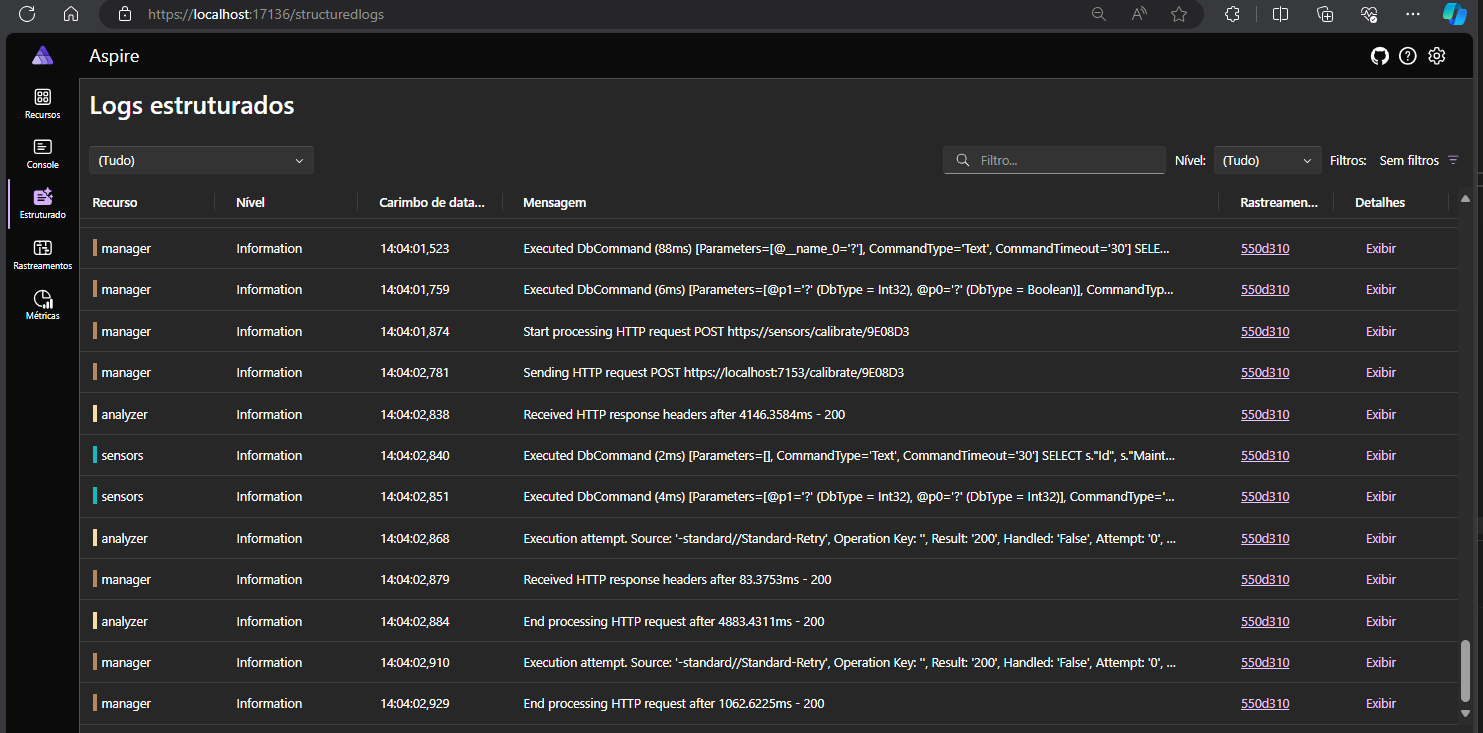 https://localhost:17136/structuredlogs
Aspire
Recursos
Console
Estruturado
Rastreamentos
Métricas
Logs estruturados
(Tudo) Filtro... Nível: (Tudo) Filtros: Sem filtros
Recurso Nível Carimbo de data... Mensagem Rastreamen... Detalhes
manager Information 14:04:01,523 Executed DbCommand (88ms) [Parameters=[@__name_0='?'], CommandType='Text', CommandTimeout='30'] SELE... 550d310 Exibir
manager Information 14:04:01,759 Executed DbCommand (6ms) [Parameters=[@p1='?' (DbType = Int32), @p0='?' (DbType = Boolean)], CommandTyp... 550d310 Exibir
manager Information 14:04:01,874 Start processing HTTP request POST https://sensors/calibrate/9E08D3 550d310 Exibir
manager Information 14:04:02,781 Sending HTTP request POST https://localhost:7153/calibrate/9E08D3 550d310 Exibir
analyzer Information 14:04:02,838 Received HTTP response headers after 4146.3584ms - 200 550d310 Exibir
sensors Information 14:04:02,840 Executed DbCommand (2ms) [Parameters=[], CommandType='Text', CommandTimeout='30'] SELECT s."Id", s."Maint... 550d310 Exibir
sensors Information 14:04:02,851 Executed DbCommand (4ms) [Parameters=[@p1='?' (DbType = Int32), @p0='?' (DbType = Int32)], CommandType='... 550d310 Exibir
analyzer Information 14:04:02,868 Execution attempt. Source: '-standard//Standard-Retry', Operation Key: '', Result: '200', Handled: 'False', Attempt: '0', ... 550d310 Exibir
manager Information 14:04:02,879 Received HTTP response headers after 83.3753ms - 200 550d310 Exibir
analyzer Information 14:04:02,884 End processing HTTP request after 4883.4311ms - 200 550d310 Exibir
manager Information 14:04:02,910 Execution attempt. Source: '-standard//Standard-Retry', Operation Key: '', Result: '200', Handled: 'False', Attempt: '0', ... 550d310 Exibir
manager Information 14:04:02,929 End processing HTTP request after 1062.6225ms - 200 550d310 Exibir